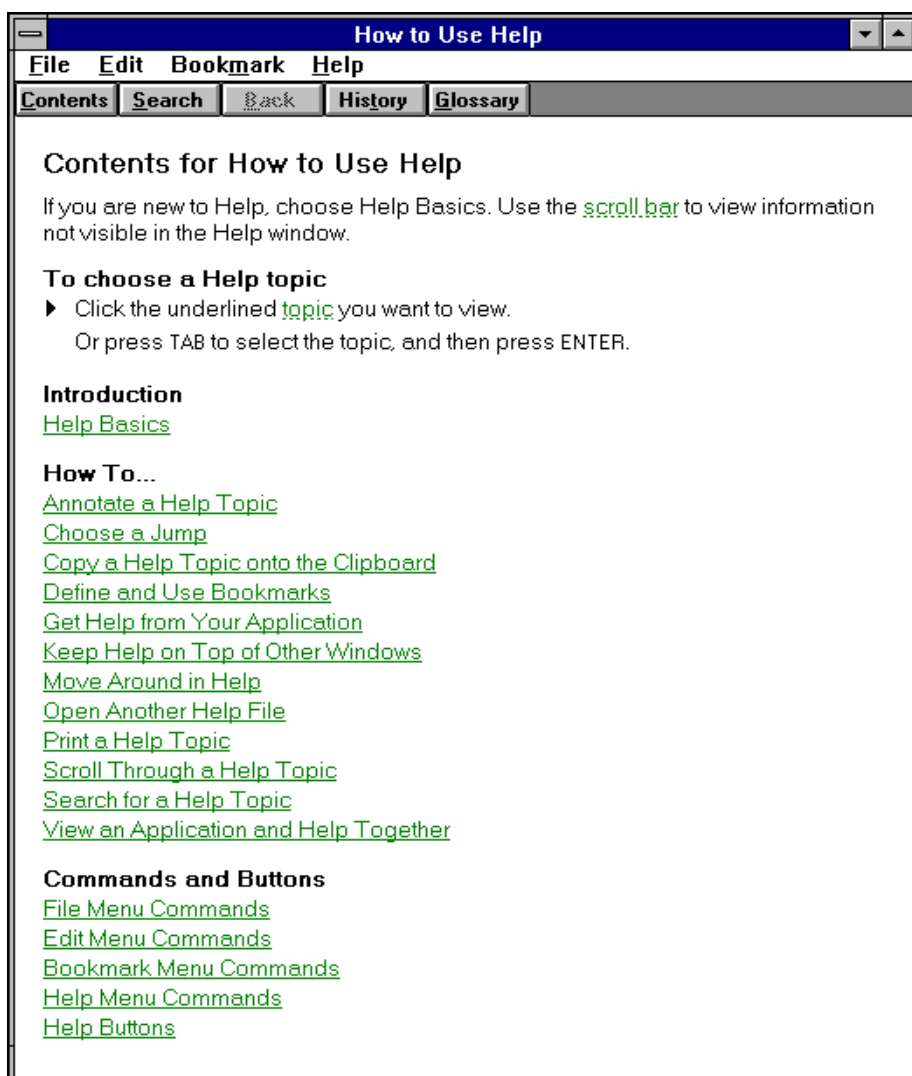 How to Use Help
File Edit Bookmark Help
Contents Search Back History Glossary
Contents for How to Use Help
If you are new to Help, choose Help Basics. Use the scroll bar to view information
not visible in the Help window.
To choose a Help topic
Click the underlined topic you want to view.
Or press TAB to select the topic, and then press ENTER.
Introduction
Help Basics
How To...
Annotate a Help Topic
Choose a Jump
Copy a Help Topic onto the Clipboard
Define and Use Bookmarks
Get Help from Your Application
Keep Help on Top of Other Windows
Move Around in Help
Open Another Help File
Print a Help Topic
Scroll Through a Help Topic
Search for a Help Topic
View an Application and Help Together
Commands and Buttons
File Menu Commands
Edit Menu Commands
Bookmark Menu Commands
Help Menu Commands
Help Buttons